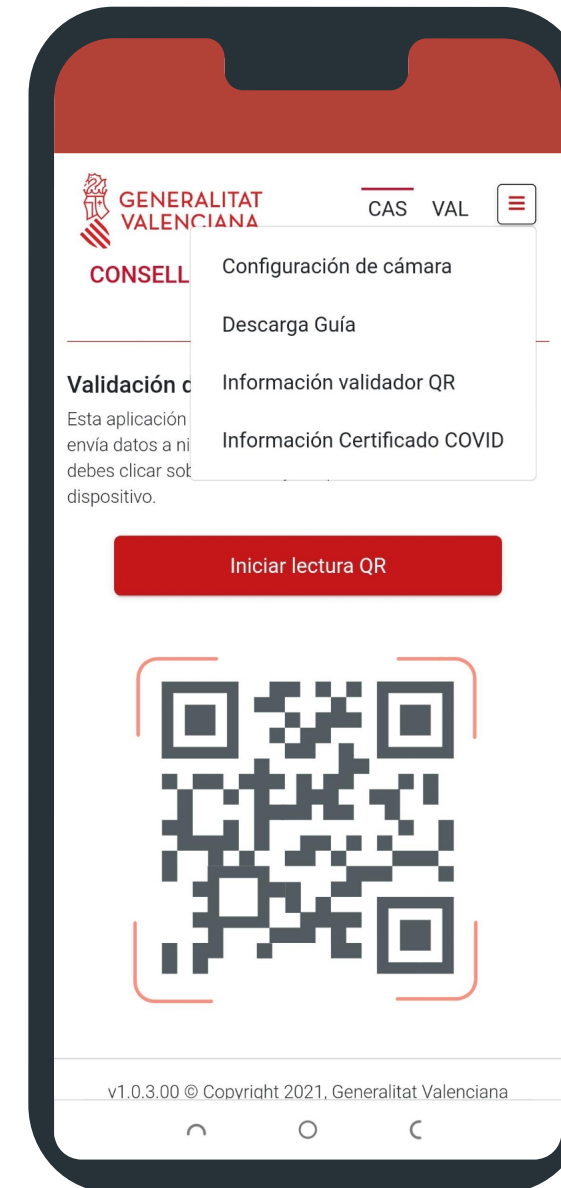 GENERALITAT
VALENCIANA
CAS VAL
CONSELL
Configuración de cámara
Descarga Guía
Información validador QR
Información Certificado COVID
Validación d
Esta aplicación
envía datos a ni
debes clicar sob
dispositivo.
Iniciar lectura QR
v1.0.3.00 © Copyright 2021, Generalitat Valenciana